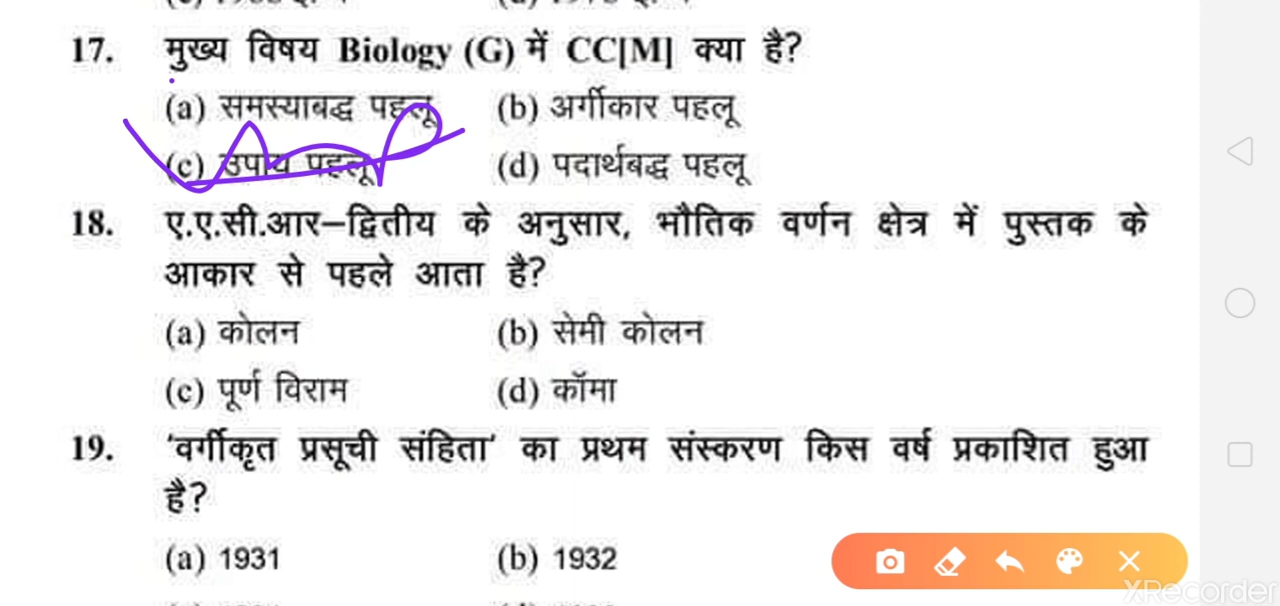 17. मुख्य विषय Biology (G) में CC[M] क्या है?
(a) समस्याबद्ध पहलू (b) अर्गीकार पहलू
(c) उपाय पहलू (d) पदार्थबद्ध पहलू
18. ए.ए.सी.आर–द्वितीय के अनुसार, भौतिक वर्णन क्षेत्र में पुस्तक के
आकार से पहले आता है?
(a) कोलन (b) सेमी कोलन
(c) पूर्ण विराम (d) कॉमा
19. 'वर्गीकृत प्रसूची संहिता' का प्रथम संस्करण किस वर्ष प्रकाशित हुआ
है?
(a) 1931 (b) 1932
XRecorder